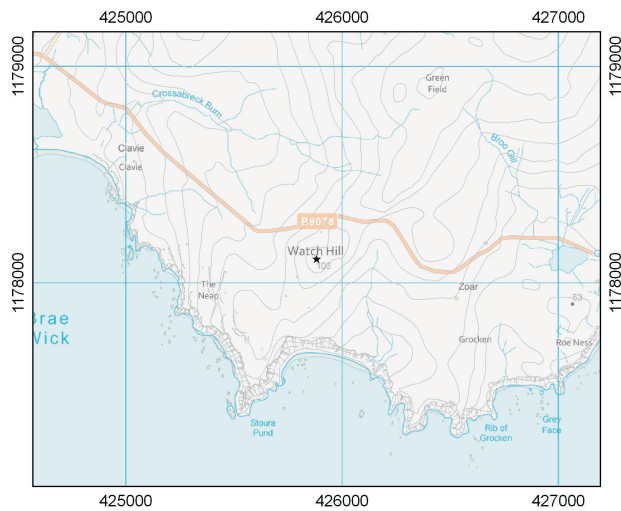 425000
426000
427000
1179000
1179000
Green
Field
Crossabreck Burn
Broo Gill
Clavie
Clavie
B9078
Watch Hill
106
1178000
1178000
The
Neap
Zoar
53
Brae
Wick
Grocken
Roe Ness
Stoura
Pund
Rib of
Grocken
Grey
Face
425000
426000
427000